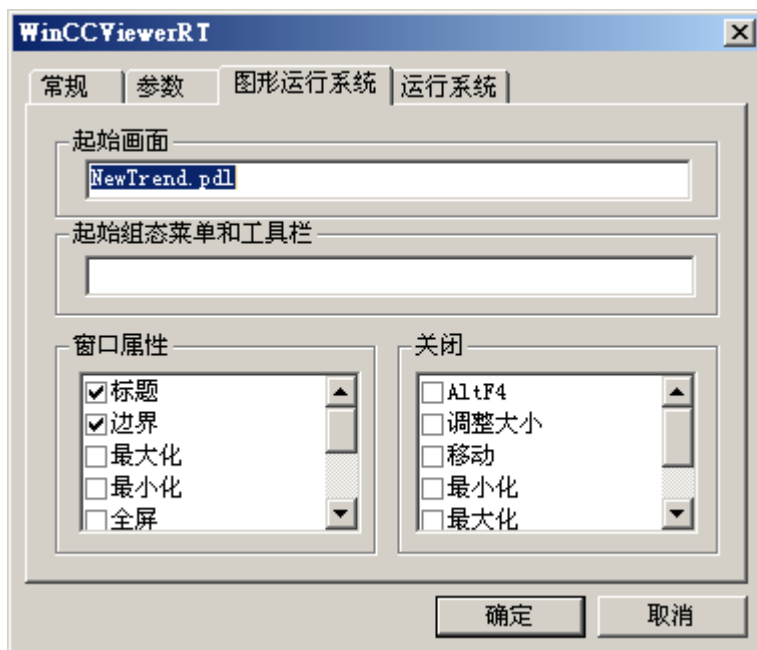 WinCCViewerRT
常规 参数 图形运行系统 运行系统
起始画面
NewTrend.pdl
起始组态菜单和工具栏
窗口属性
标题
边界
最大化
最小化
全屏
关闭
AltF4
调整大小
移动
最小化
最大化
确定 取消